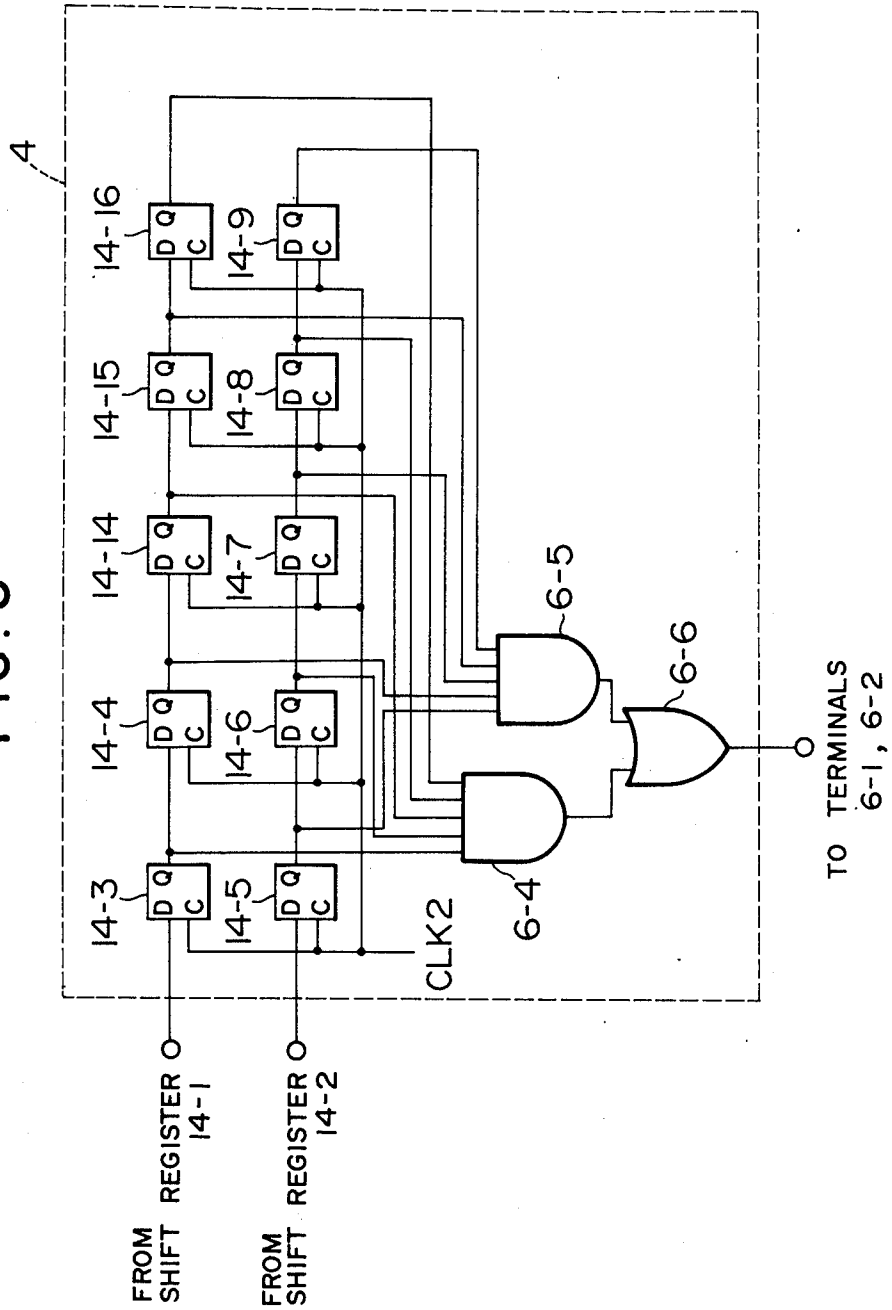 4
14-3
14-4
14-14
14-15
14-16
D Q
C
D Q
C
D Q
C
D Q
C
D Q
C
14-5
14-6
14-7
14-8
14-9
D Q
C
D Q
C
D Q
C
D Q
C
D Q
C
FROM
SHIFT REGISTER
14-1
FROM
SHIFT REGISTER
14-2
CLK2
6-4
6-5
6-6
TO TERMINALS
6-1, 6-2